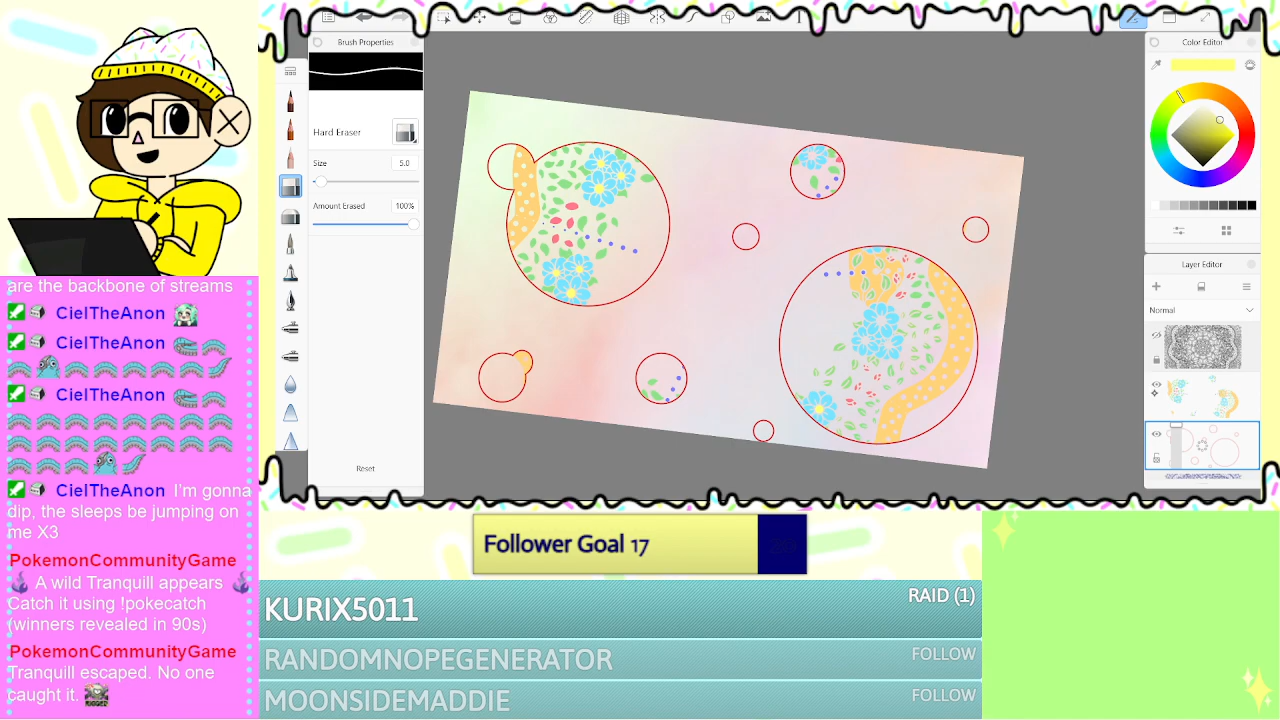 are the backbone of streams
CielTheAnon
CielTheAnon
CielTheAnon
CielTheAnon I'm gonna
dip, the sleeps be jumping on
me X3
PokemonCommunityGame
A wild Tranquill appears
Catch it using !pokecatch
(winners revealed in 90s)
PokemonCommunityGame
Tranquill escaped. No one
caught it.
Brush Properties
Hard Eraser
Size 5.0
Amount Erased 100%
Reset
Color Editor
Layer Editor
Normal
Follower Goal 17
KURIX5011 RAID (1)
RANDOMNOPEGENERATOR FOLLOW
MOONSIDEMADDIE FOLLOW